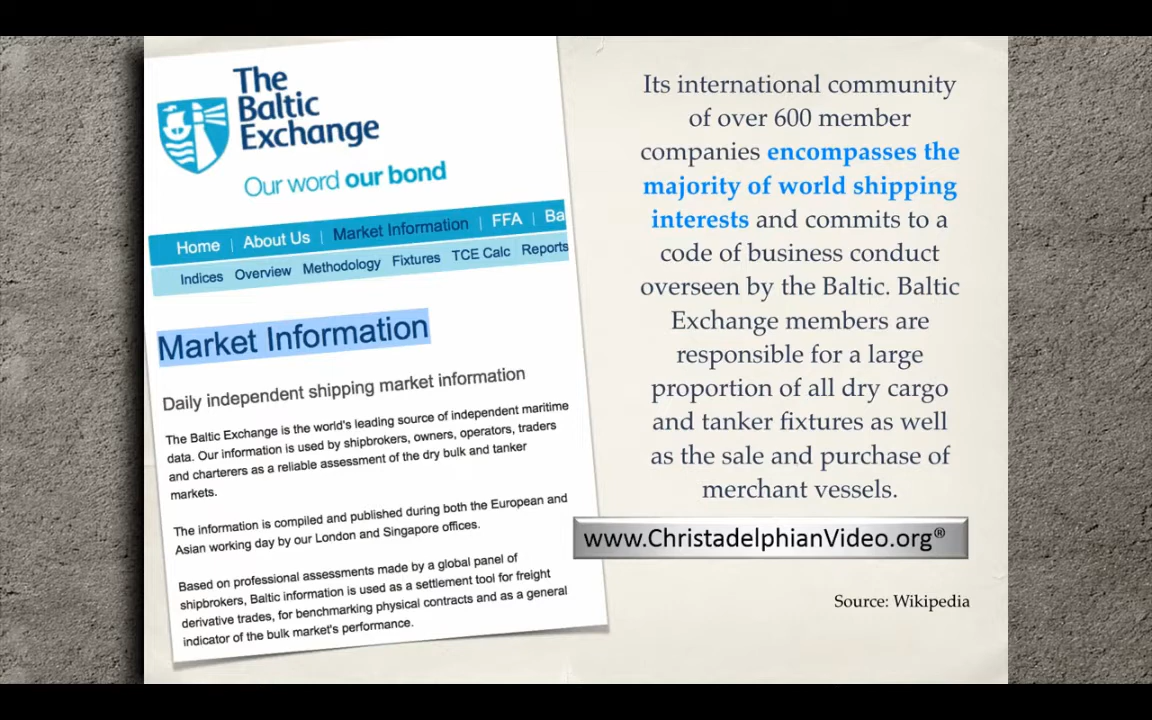 The
Baltic
Exchange
Our word our bond
Home | About Us | Market Information | FFA | Ba
Indices Overview Methodology Fixtures TCE Calc Reports
Market Information
Daily independent shipping market information
The Baltic Exchange is the world's leading source of independent maritime
data. Our information is used by shipbrokers, owners, operators, traders
and charterers as a reliable assessment of the dry bulk and tanker
markets.
The information is compiled and published during both the European and
Asian working day by our London and Singapore offices.
Based on professional assessments made by a global panel of
shipbrokers, Baltic information is used as a settlement tool for freight
derivative trades, for benchmarking physical contracts and as a general
indicator of the bulk market's performance.
Its international community
of over 600 member
companies encompasses the
majority of world shipping
interests and commits to a
code of business conduct
overseen by the Baltic. Baltic
Exchange members are
responsible for a large
proportion of all dry cargo
and tanker fixtures as well
as the sale and purchase of
merchant vessels.
www.ChristadelphianVideo.org®
Source: Wikipedia